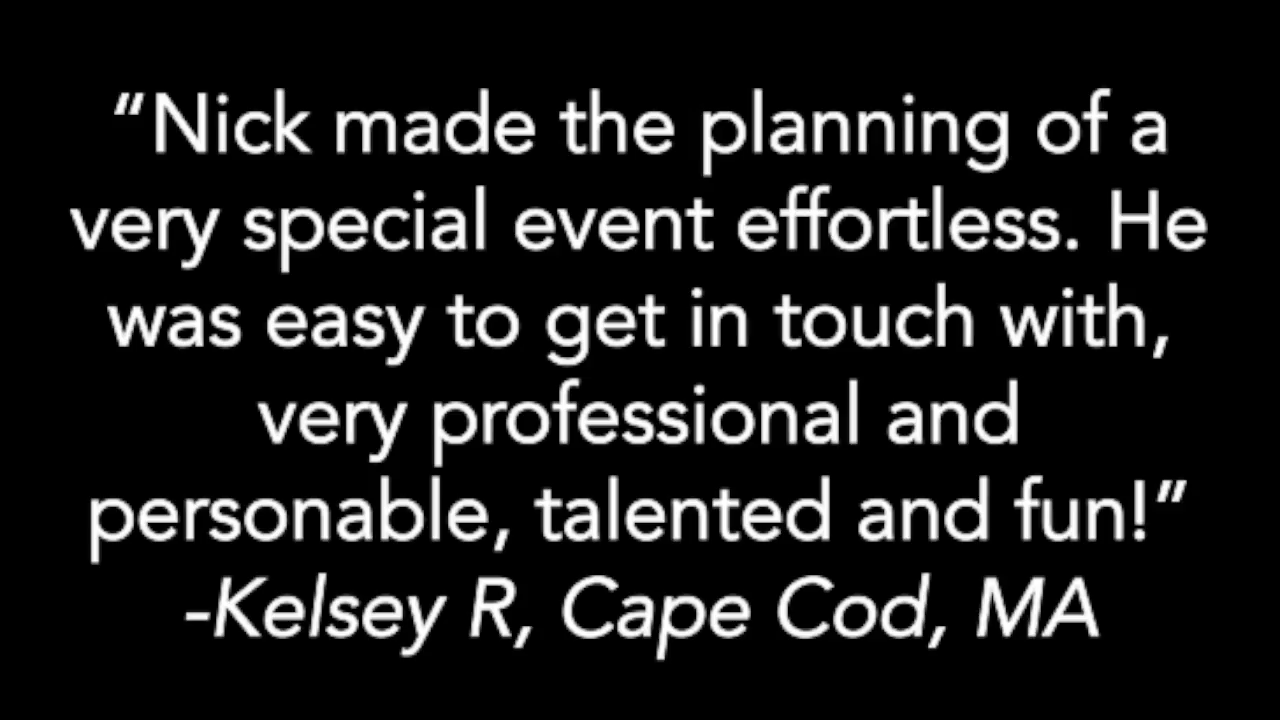 “Nick made the planning of a
very special event effortless. He
was easy to get in touch with,
very professional and
personable, talented and fun!”
-Kelsey R, Cape Cod, MA